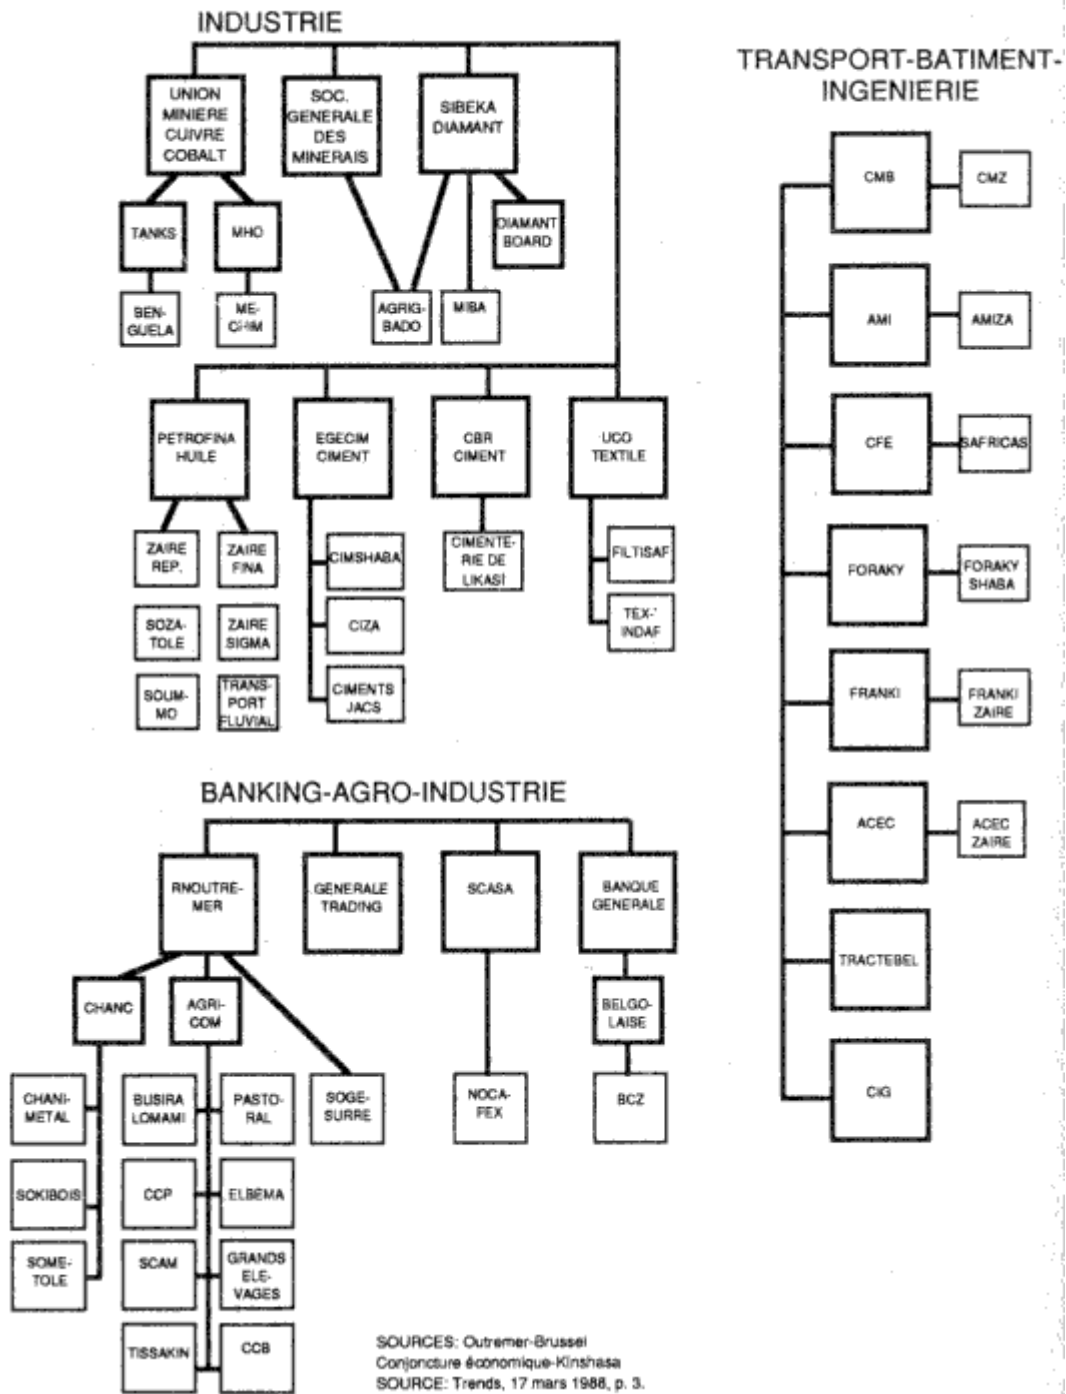 INDUSTRIE
UNION
MINIERE
CUIVRE
COBALT
SOC.
GENERALE
DES
MINERAIS
SIBEKA
DIAMANT
TANKS
MHO
DIAMANT
BOARD
BEN-
GUELA
ME-
CHIM
AGRIG-
BADO
MIBA
PETROFINA
HUILE
EGECIM
CIMENT
CBR
CIMENT
UCO
TEXTILE
ZAIRE
REP.
ZAIRE
FINA
CIMSHABA
CIMENTE-
RIE DE
LIKASI
FILTISAF
SOZA-
TOLE
ZAIRE
SIGMA
CIZA
TEX-
INDAF
SOUM-
MO
TRANS-
PORT
FLUVIAL
CIMENTS
JACS
TRANSPORT-BATIMENT-
INGENIERIE
CMB
CMZ
AMI
AMIZA
CFE
SAFRICAS
FORAKY
FORAKY
SHABA
FRANKI
FRANKI
ZAIRE
ACEC
ACEC
ZAIRE
TRACTEBEL
CIG
BANKING-AGRO-INDUSTRIE
RNOUTRE-
MER
GENERALE
TRADING
SCASA
BANQUE
GENERALE
CHANC
AGRI-
COM
BELGO-
LAISE
CHANI-
METAL
BUSIRA
LOMAMI
PASTO-
RAL
SOGE-
SURRE
NOCA-
FEX
BCZ
SOKIBOIS
CCP
ELBEMA
SOME-
TOLE
SCAM
GRANDS
ELE-
VAGES
TISSAKIN
CCB
SOURCES: Outremer-Brussel
Conjoncture économique-Kinshasa
SOURCE: Trends, 17 mars 1988, p. 3.